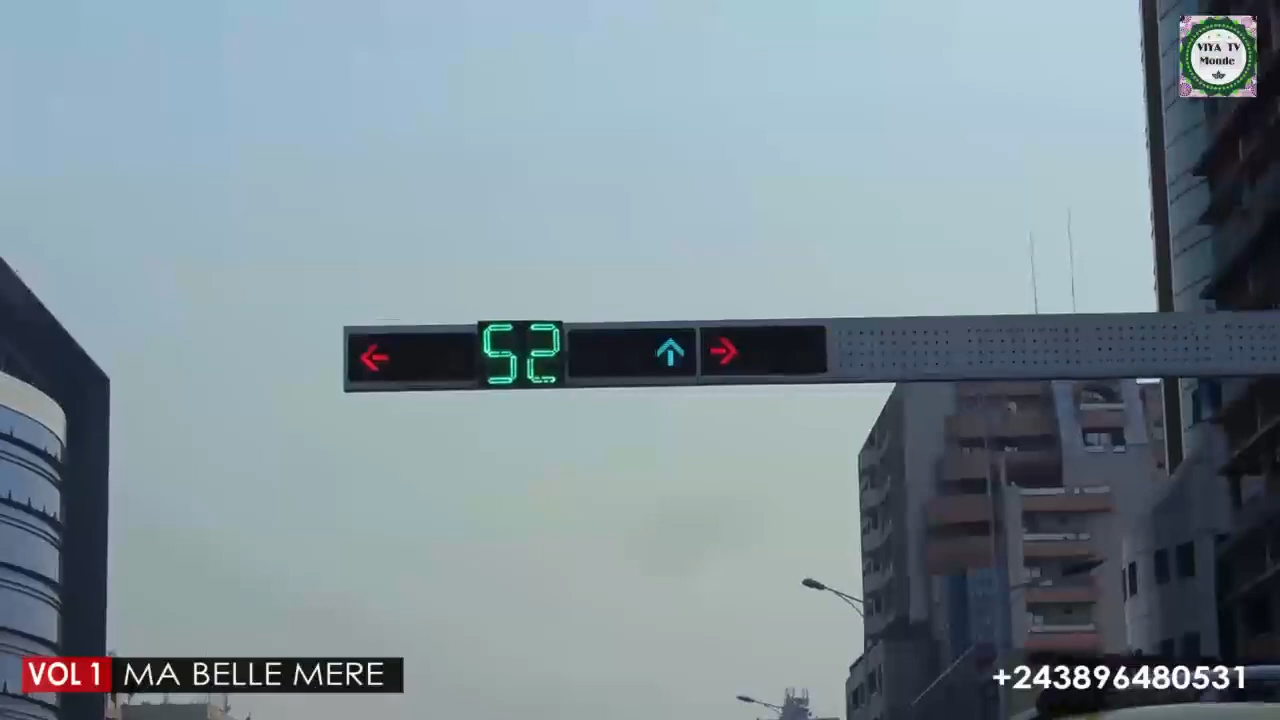 VIYA TV
Monde
52
VOL 1 MA BELLE MERE
+243896480531